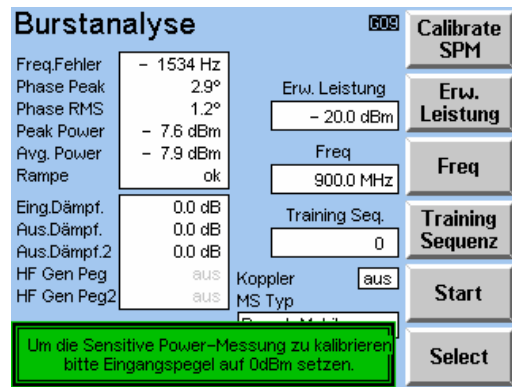 Burstanalyse
G09
Freq.Fehler - 1534 Hz
Phase Peak 2.9°
Phase RMS 1.2°
Peak Power - 7.6 dBm
Avg. Power - 7.9 dBm
Rampe ok
Eing.Dämpf. 0.0 dB
Aus.Dämpf. 0.0 dB
Aus.Dämpf.2 0.0 dB
HF Gen Peg aus
HF Gen Peg2 aus
Erw. Leistung
- 20.0 dBm
Freq
900.0 MHz
Training Seq.
0
Koppler aus
MS Typ
Um die Sensitive Power-Messung zu kalibrieren
bitte Eingangspegel auf 0dBm setzen.
Calibrate
SPM
Erw.
Leistung
Freq
Training
Sequenz
Start
Select